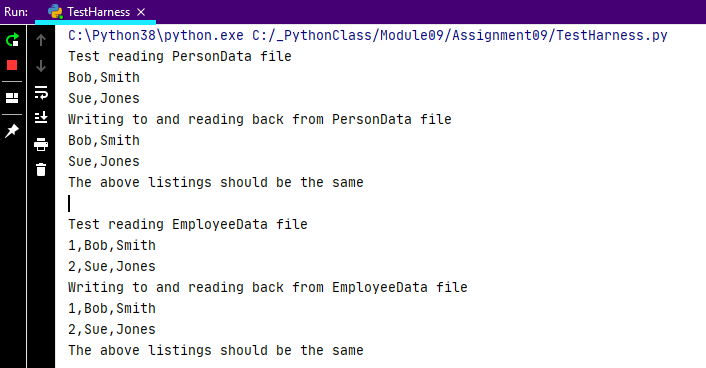 Run: TestHarness
C:\Python38\python.exe C:/_PythonClass/Module09/Assignment09/TestHarness.py
Test reading PersonData file
Bob,Smith
Sue,Jones
Writing to and reading back from PersonData file
Bob,Smith
Sue,Jones
The above listings should be the same
Test reading EmployeeData file
1,Bob,Smith
2,Sue,Jones
Writing to and reading back from EmployeeData file
1,Bob,Smith
2,Sue,Jones
The above listings should be the same